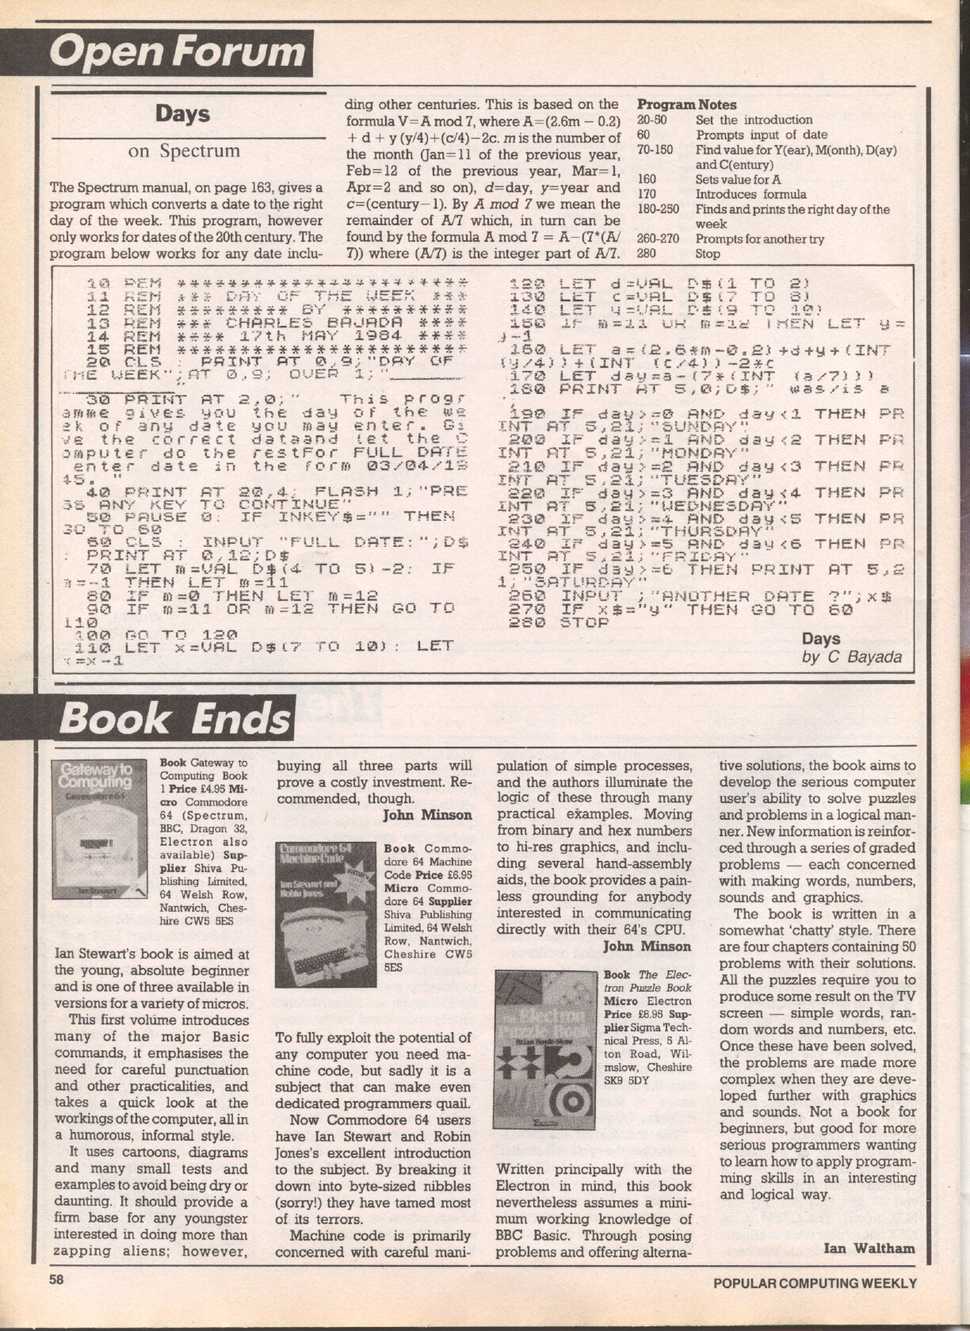 Open Forum
Days
on Spectrum
The Spectrum manual, on page 163, gives a
program which converts a date to the right
day of the week. This program, however
only works for dates of the 20th century. The
program below works for any date inclu-
ding other centuries. This is based on the
formula V=A mod 7, where A=(2.6m – 0.2)
+ d + y (y/4)+(c/4)–2c. m is the number of
the month (Jan=11 of the previous year,
Feb=12 of the previous year, Mar=1,
Apr=2 and so on), d=day, y=year and
c=(century–1). By A mod 7 we mean the
remainder of A/7 which, in turn can be
found by the formula A mod 7 = A–(7*(A/
7)) where (A/7) is the integer part of A/7.
Program Notes
20-50 Set the introduction
60 Prompts input of date
70-150 Find value for Y(ear), M(onth), D(ay)
and C(entury)
160 Sets value for A
170 Introduces formula
180-250 Finds and prints the right day of the
week
260-270 Prompts for another try
280 Stop
10 REM *************************
11 REM *** DAY OF THE WEEK ***
12 REM ********* BY **********
13 REM *** CHARLES BAJADA ****
14 REM **** 17th MAY 1984 ****
15 REM *************************
20 CLS : PRINT AT 0,9;"DAY OF
THE WEEK";AT 0,9; OVER 1;"________
________"
30 PRINT AT 2,0;" This progr
amme gives you the day of the we
ek of any date you may enter. Gi
ve the correct dataand let the C
omputer do the restFor FULL DATE
enter date in the form 03/04/19
45. "
40 PRINT AT 20,4; FLASH 1;"PRE
SS ANY KEY TO CONTINUE"
50 PAUSE 0: IF INKEY$="" THEN
GO TO 60
60 CLS : INPUT "FULL DATE:";D$
: PRINT AT 0,12;D$
70 LET m=VAL D$(4 TO 5)-2: IF
m=-1 THEN LET m=11
80 IF m=0 THEN LET m=12
90 IF m=11 OR m=12 THEN GO TO
110
100 GO TO 120
110 LET x=VAL D$(7 TO 10): LET
x=x-1
120 LET d=VAL D$(1 TO 2)
130 LET c=VAL D$(7 TO 8)
140 LET y=VAL D$(9 TO 10)
150 IF m=11 OR m=12 THEN LET y=
y-1
160 LET a=(2.6*m-0.2)+d+y+(INT
(y/4))+(INT (c/4))-2*c
170 LET day=a-(7*(INT (a/7)))
180 PRINT AT 5,0;D$;" was/is a
"
190 IF day>=0 AND day<1 THEN PR
INT AT 5,21;"SUNDAY"
200 IF day>=1 AND day<2 THEN PR
INT AT 5,21;"MONDAY"
210 IF day>=2 AND day<3 THEN PR
INT AT 5,21;"TUESDAY"
220 IF day>=3 AND day<4 THEN PR
INT AT 5,21;"WEDNESDAY"
230 IF day>=4 AND day<5 THEN PR
INT AT 5,21;"THURSDAY"
240 IF day>=5 AND day<6 THEN PR
INT AT 5,21;"FRIDAY"
250 IF day>=6 THEN PRINT AT 5,2
1;"SATURDAY"
260 INPUT ;"ANOTHER DATE ?";x$
270 IF x$="y" THEN GO TO 60
280 STOP
Days
by C Bayada
Book Ends
Gateway to
Computing
Commodore 64
Ian Stewart
Book Gateway to
Computing Book
1 Price £4.95 Mi-
cro Commodore
64 (Spectrum,
BBC, Dragon 32,
Electron also
available) Sup-
plier Shiva Pu-
blishing Limited,
64 Welsh Row,
Nantwich, Ches-
hire CW5 5ES
Ian Stewart's book is aimed at
the young, absolute beginner
and is one of three available in
versions for a variety of micros.
This first volume introduces
many of the major Basic
commands, it emphasises the
need for careful punctuation
and other practicalities, and
takes a quick look at the
workings of the computer, all in
a humorous, informal style.
It uses cartoons, diagrams
and many small tests and
examples to avoid being dry or
daunting. It should provide a
firm base for any youngster
interested in doing more than
zapping aliens; however,
buying all three parts will
prove a costly investment. Re-
commended, though.
John Minson
Commodore 64
Machine Code
Ian Stewart and
Robin Jones
Book Commo-
dore 64 Machine
Code Price £6.95
Micro Commo-
dore 64 Supplier
Shiva Publishing
Limited, 64 Welsh
Row, Nantwich,
Cheshire CW5
5ES
To fully exploit the potential of
any computer you need ma-
chine code, but sadly it is a
subject that can make even
dedicated programmers quail.
Now Commodore 64 users
have Ian Stewart and Robin
Jones's excellent introduction
to the subject. By breaking it
down into byte-sized nibbles
(sorry!) they have tamed most
of its terrors.
Machine code is primarily
concerned with careful mani-
pulation of simple processes,
and the authors illuminate the
logic of these through many
practical examples. Moving
from binary and hex numbers
to hi-res graphics, and inclu-
ding several hand-assembly
aids, the book provides a pain-
less grounding for anybody
interested in communicating
directly with their 64's CPU.
John Minson
The Electron
Puzzle Book
Book The Elec-
tron Puzzle Book
Micro Electron
Price £6.95 Sup-
plier Sigma Tech-
nical Press, 5 Al-
ton Road, Wil-
mslow, Cheshire
SK9 5DY
Written principally with the
Electron in mind, this book
nevertheless assumes a mini-
mum working knowledge of
BBC Basic. Through posing
problems and offering alterna-
tive solutions, the book aims to
develop the serious computer
user's ability to solve puzzles
and problems in a logical man-
ner. New information is reinfor-
ced through a series of graded
problems — each concerned
with making words, numbers,
sounds and graphics.
The book is written in a
somewhat 'chatty' style. There
are four chapters containing 50
problems with their solutions.
All the puzzles require you to
produce some result on the TV
screen — simple words, ran-
dom words and numbers, etc.
Once these have been solved,
the problems are made more
complex when they are deve-
loped further with graphics
and sounds. Not a book for
beginners, but good for more
serious programmers wanting
to learn how to apply program-
ming skills in an interesting
and logical way.
Ian Waltham
58
POPULAR COMPUTING WEEKLY